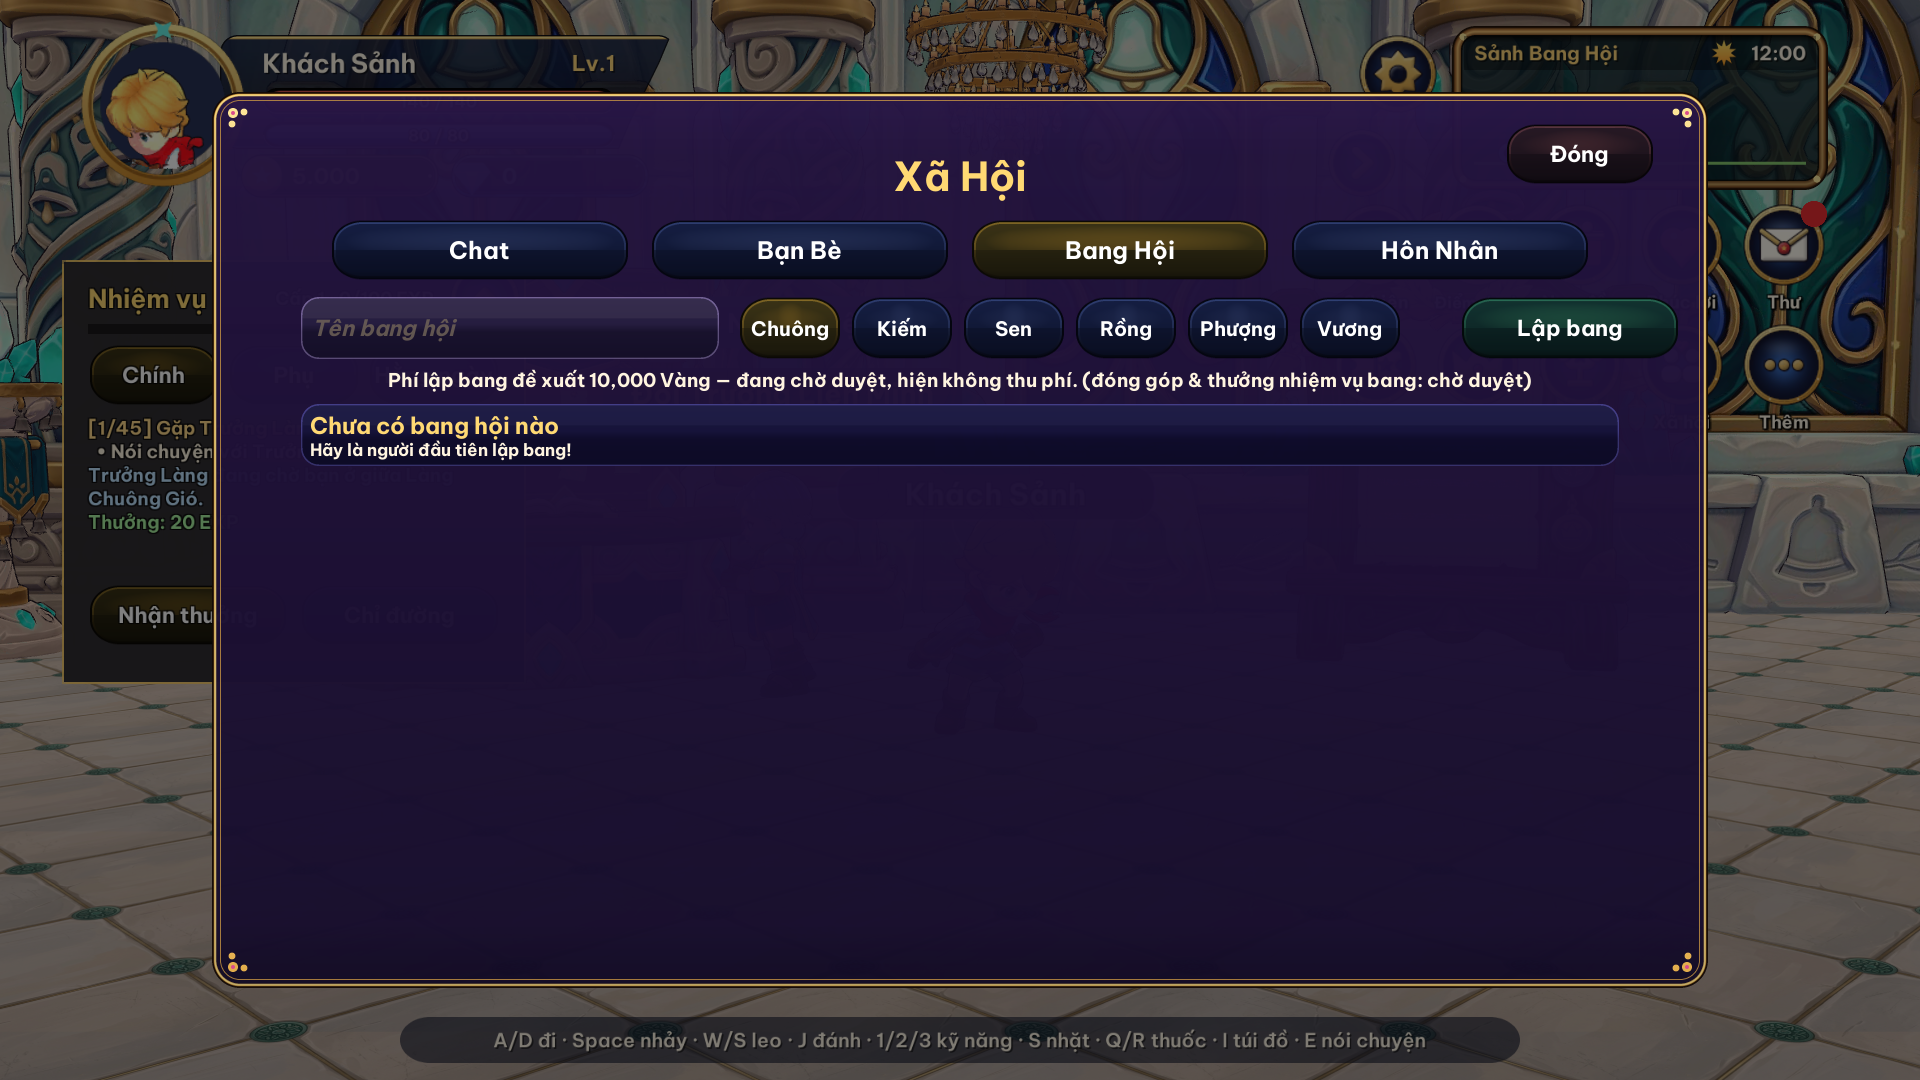 Khách Sảnh
Lv.1
Sảnh Bang Hội
12:00
Đóng
Xã Hội
Chat
Bạn Bè
Bang Hội
Hôn Nhân
Tên bang hội
Chuông
Kiếm
Sen
Rồng
Phượng
Vương
Lập bang
Phí lập bang đề xuất 10,000 Vàng — đang chờ duyệt, hiện không thu phí. (đóng góp & thưởng nhiệm vụ bang: chờ duyệt)
Chưa có bang hội nào
Hãy là người đầu tiên lập bang!
Nhiệm vụ
Chính
[1/45] Gặp T
• Nói chuyện
Trưởng Làng
Chuông Gió.
Thưởng: 20 E
Nhận thưởng
Chỉ đường
Khách Sảnh
Thư
Thêm
A/D đi · Space nhảy · W/S leo · J đánh · 1/2/3 kỹ năng · S nhặt · Q/R thuốc · I túi đồ · E nói chuyện